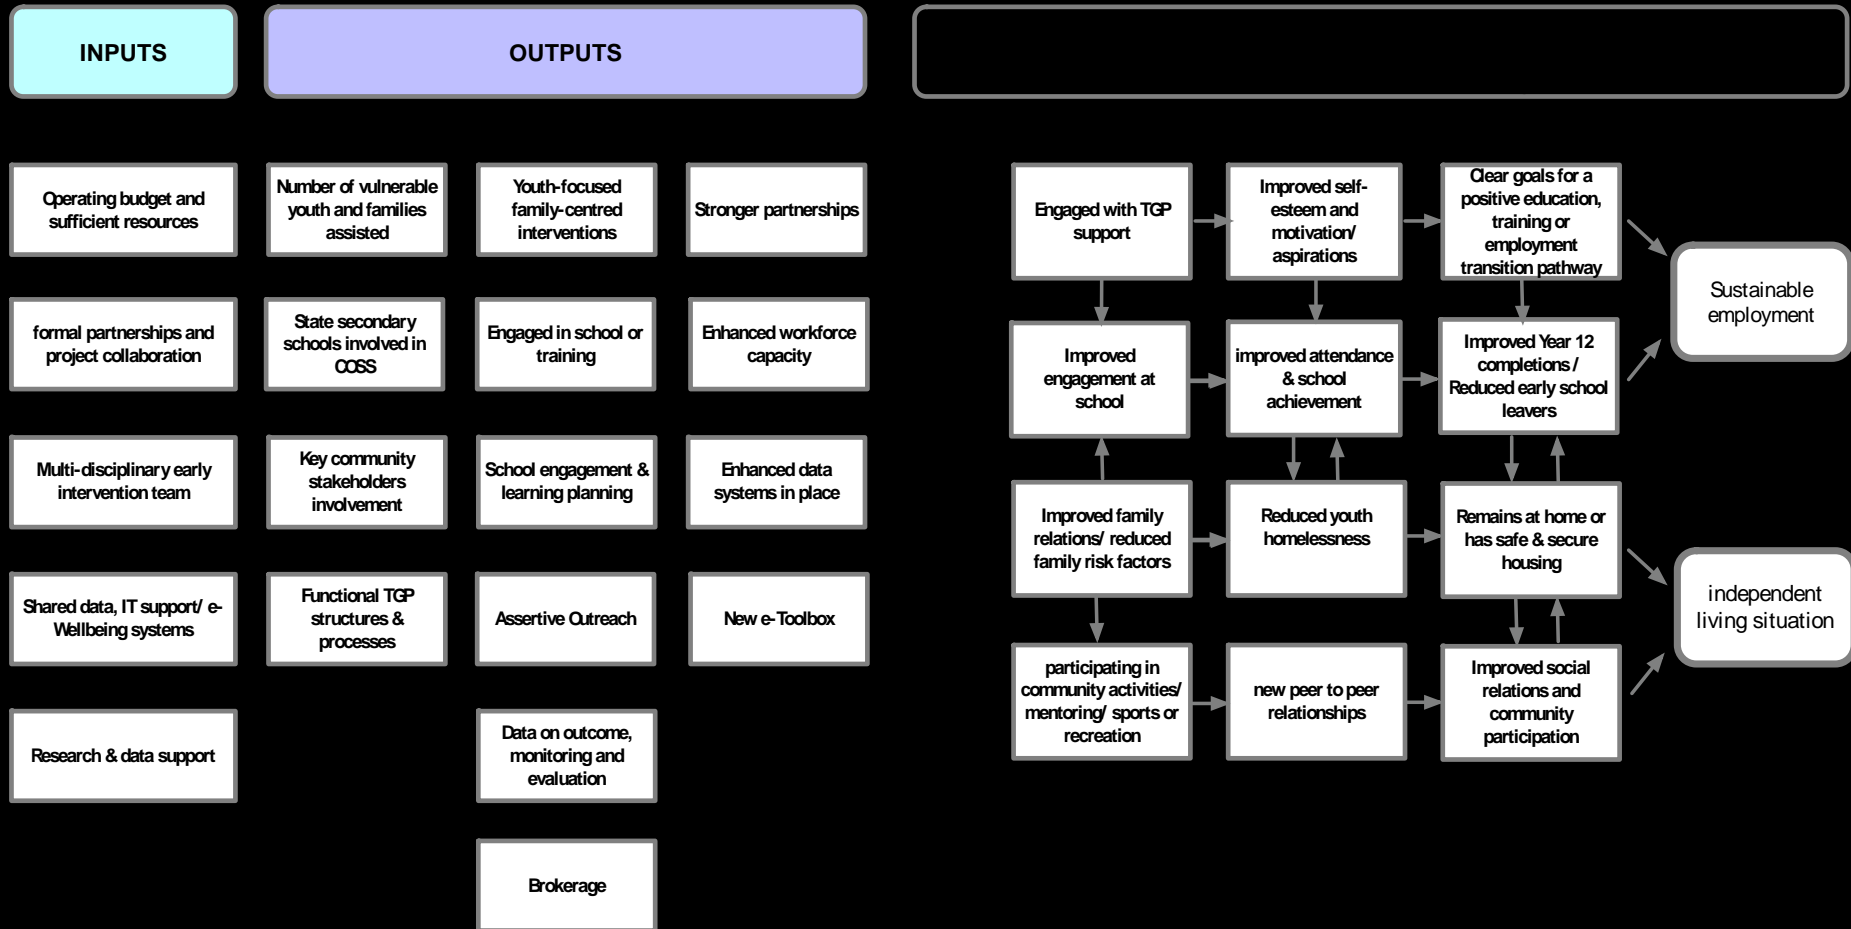 INPUTS
OUTPUTS
Operating budget and
sufficient resources
formal partnerships and
project collaboration
Multi-disciplinary early
intervention team
Shared data, IT support/ e-
Wellbeing systems
Research & data support
Number of vulnerable
youth and families
assisted
State secondary
schools involved in
COSS
Key community
stakeholders
involvement
Functional TGP
structures &
processes
Youth-focused
family-centred
interventions
Engaged in school or
training
School engagement &
learning planning
Assertive Outreach
Data on outcome,
monitoring and
evaluation
Brokerage
Stronger partnerships
Enhanced workforce
capacity
Enhanced data
systems in place
New e-Toolbox
Engaged with TGP
support
Improved self-
esteem and
motivation/
aspirations
Clear goals for a
positive education,
training or
employment
transition pathway
Improved
engagement at
school
improved attendance
& school
achievement
Improved Year 12
completions /
Reduced early school
leavers
Improved family
relations/ reduced
family risk factors
Reduced youth
homelessness
Remains at home or
has safe & secure
housing
participating in
community activities/
mentoring/ sports or
recreation
new peer to peer
relationships
Improved social
relations and
community
participation
Sustainable
employment
independent
living situation